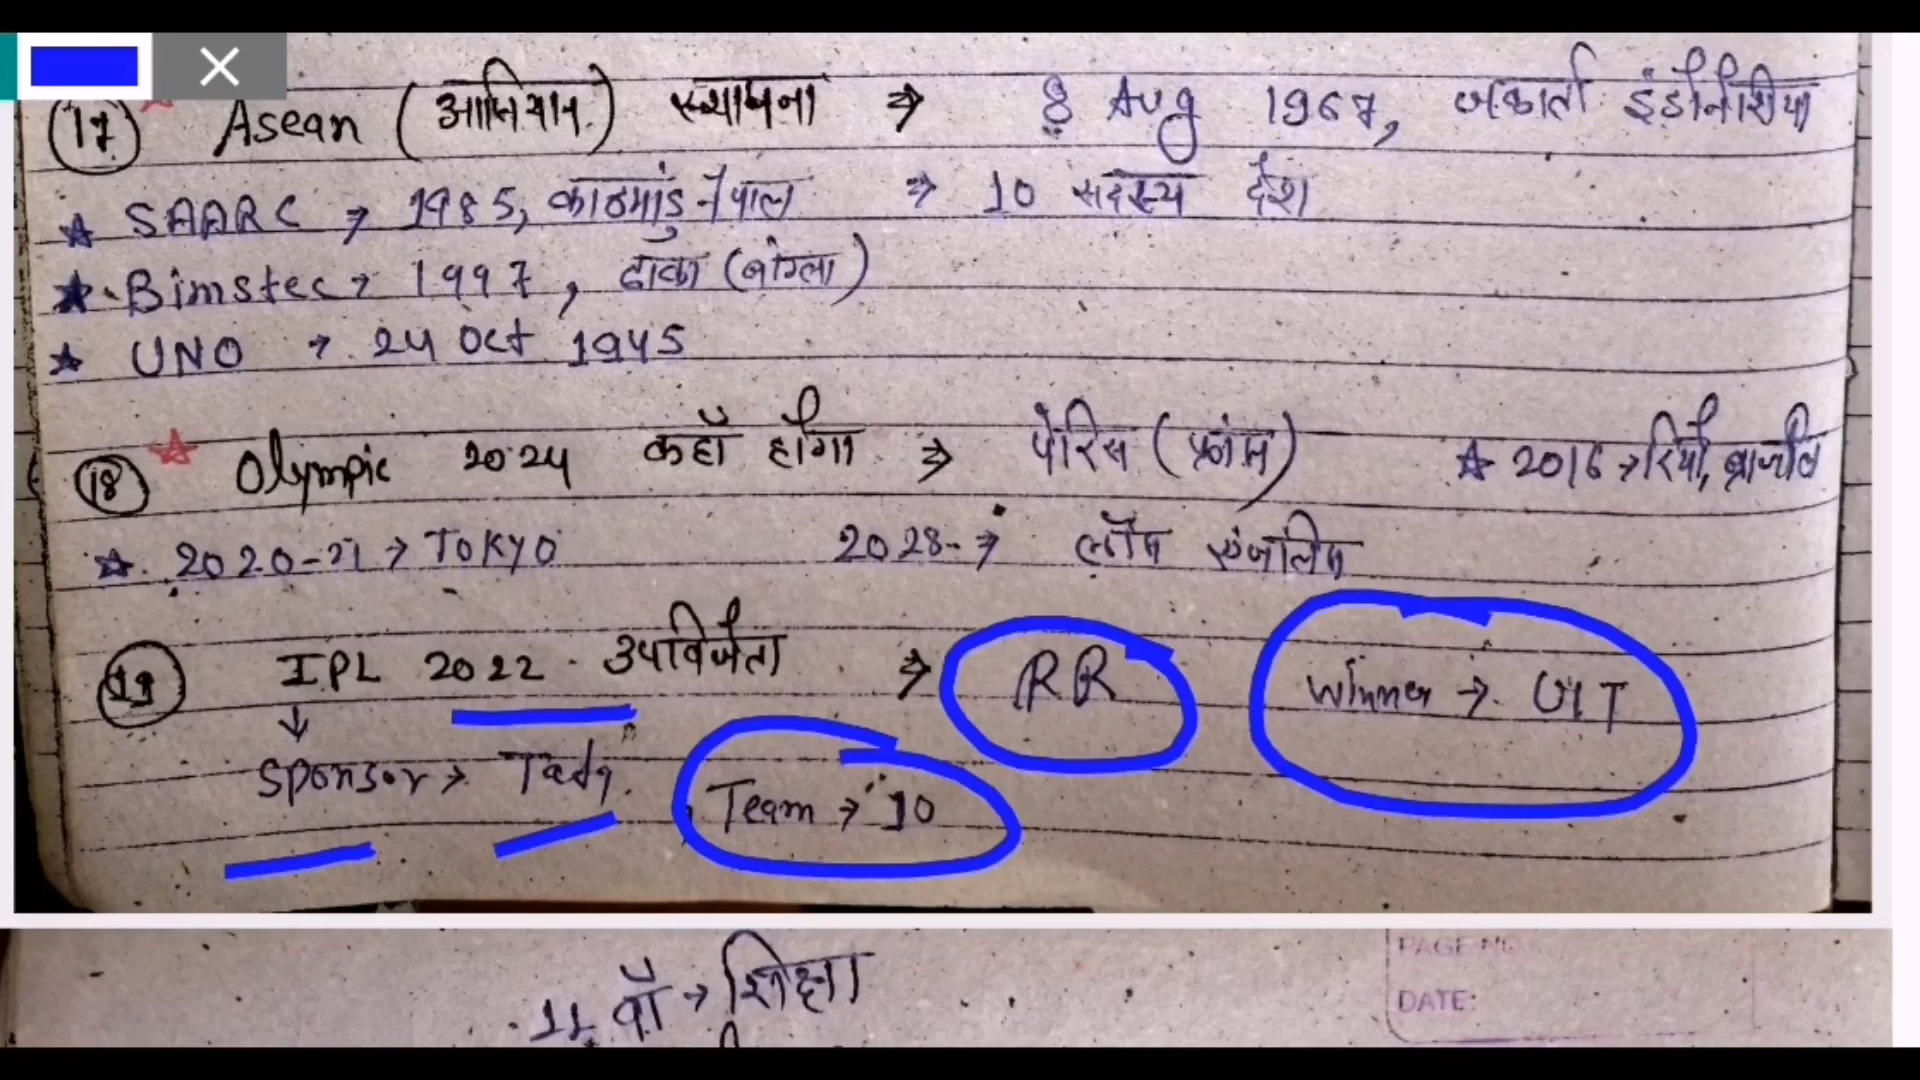 17 Asean (आसियान) स्थापना ⇒ 8 Aug 1967, जकार्ता इंडोनेशिया
★ SAARC → 1985, काठमांडु नेपाल ⇒ 10 सदस्य देश
★ Bimstec → 1997, ढाका (बांग्ला)
★ UNO → 24 Oct 1945
18 Olympic 2024 कहाँ होगा ⇒ पेरिस (फ्रांस) ★ 2016 → रियो, ब्राजील
★ 2020-21 → TOKYO 2028 → लॉस एंजलिस
19 IPL 2022 उपविजेता ⇒ RR Winner → GT
↓
Sponsor → Tata Team → 10
11 वाँ → शिक्षा
PAGE NO.
DATE: